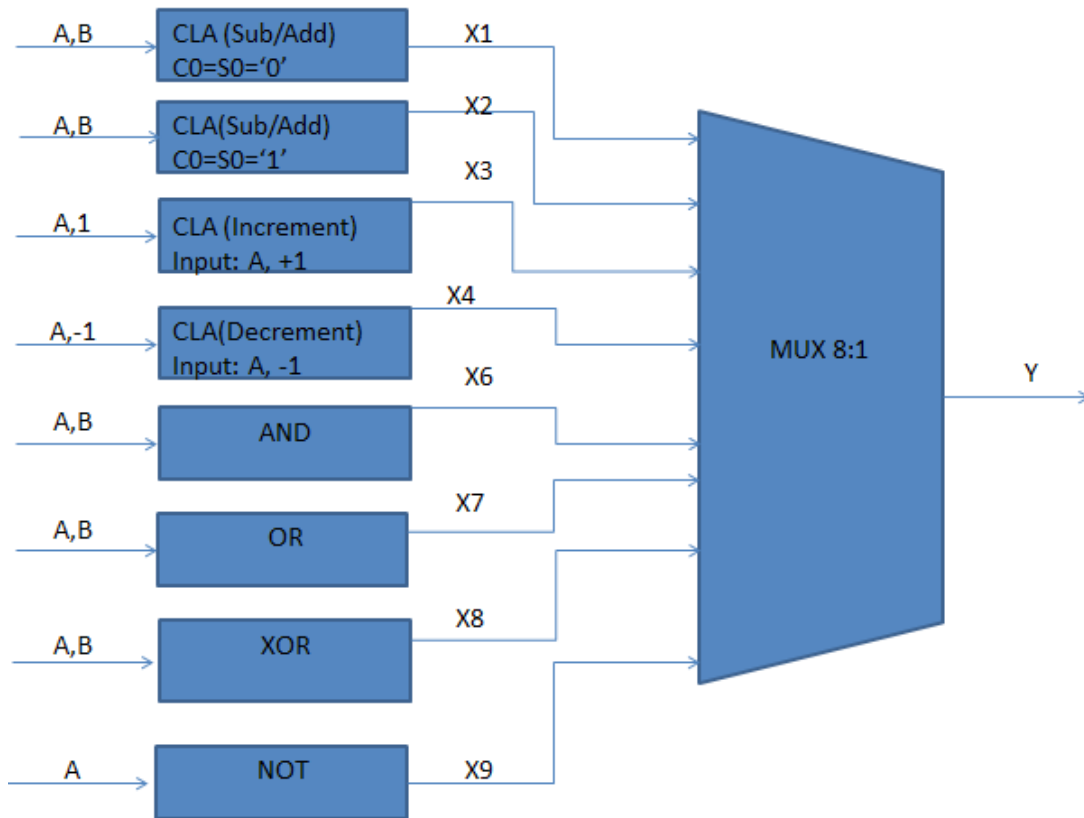 A,B
CLA (Sub/Add)
C0=S0=‘0’
X1
A,B
CLA(Sub/Add)
C0=S0=‘1’
X2
X3
A,1
CLA (Increment)
Input: A, +1
A,-1
CLA(Decrement)
Input: A, -1
X4
MUX 8:1
Y
X6
A,B
AND
X7
A,B
OR
X8
A,B
XOR
A
NOT
X9